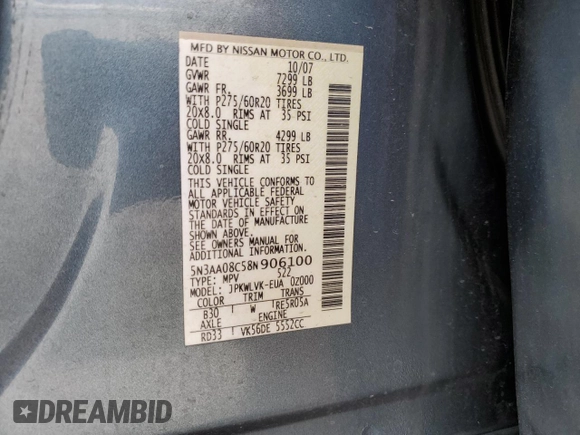 MFD BY NISSAN MOTOR CO., LTD.
DATE 10/07
GVWR 7299 LB
GAWR FR. 3699 LB
WITH P275/60R20 TIRES
20X8.0 RIMS AT 35 PSI
COLD SINGLE
GAWR RR. 4299 LB
WITH P275/60R20 TIRES
20X8.0 RIMS AT 35 PSI
COLD SINGLE
THIS VEHICLE CONFORMS TO
ALL APPLICABLE FEDERAL
MOTOR VEHICLE SAFETY
STANDARDS IN EFFECT ON
THE DATE OF MANUFACTURE
SHOWN ABOVE.
SEE OWNERS MANUAL FOR
ADDITIONAL INFORMATION.
5N3AA08C58N906100
TYPE: MPV 522
MODEL: JPKWLVK-EUA 02000
COLOR TRIM TRANS
B30 W RE5R05A
AXLE ENGINE
RD33 VK56DE 5552CC
DREAMBID